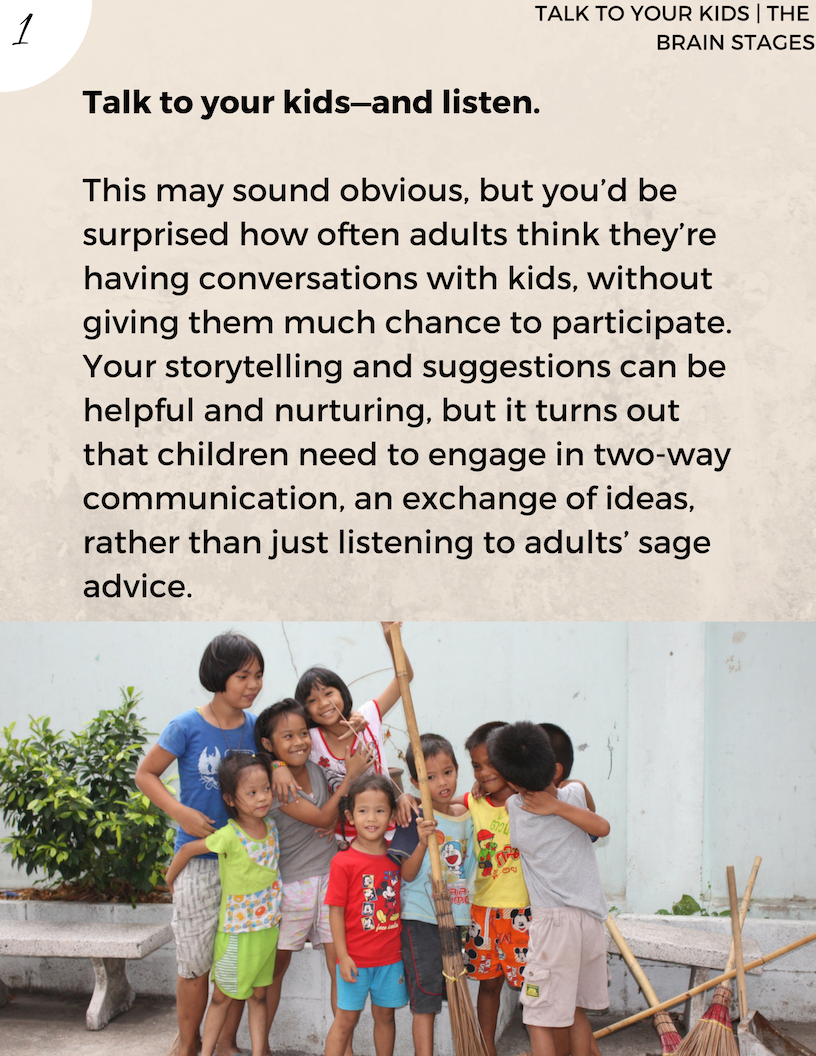 1
TALK TO YOUR KIDS | THE
BRAIN STAGES
Talk to your kids—and listen.
This may sound obvious, but you’d be
surprised how often adults think they’re
having conversations with kids, without
giving them much chance to participate.
Your storytelling and suggestions can be
helpful and nurturing, but it turns out
that children need to engage in two-way
communication, an exchange of ideas,
rather than just listening to adults’ sage
advice.